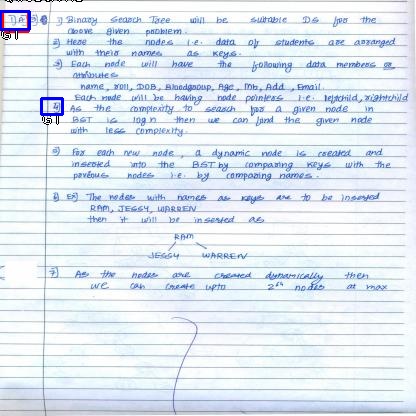 1) Binary Search Tree will be suitable DS for the
above given problem.
2) Here the nodes i.e. data of students are arranged
with their names as keys.
3) Each node will have the following data members or
attributes
name, roll, DOB, Bloodgroup, Age, Mb, Add, Email.
Each node will be having node pointers i.e. leftchild, rightchild
4) As the complexity to search for a given node in
BST is log n then we can find the given node
with less complexity.
5) For each new node, a dynamic node is created and
inserted into the BST by comparing keys with the
previous nodes i.e. by comparing names.
6) Ex) The nodes with names as keys are to be inserted
RAM, JESSY, WARREN
then it will be inserted as
RAM
JESSY WARREN
7) As the nodes are created dynamically then
we can create upto nodes at max